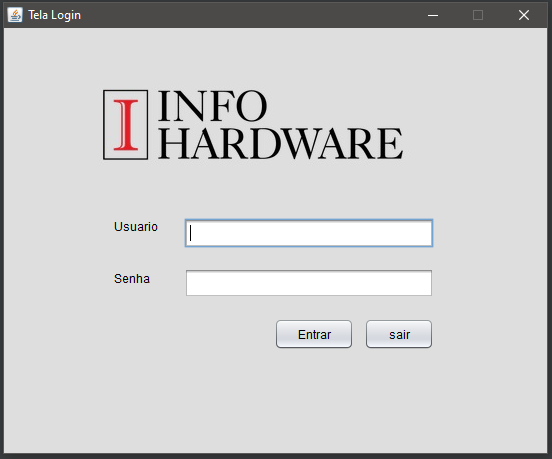 Tela Login
I INFO
HARDWARE
Usuario
Senha
Entrar
sair